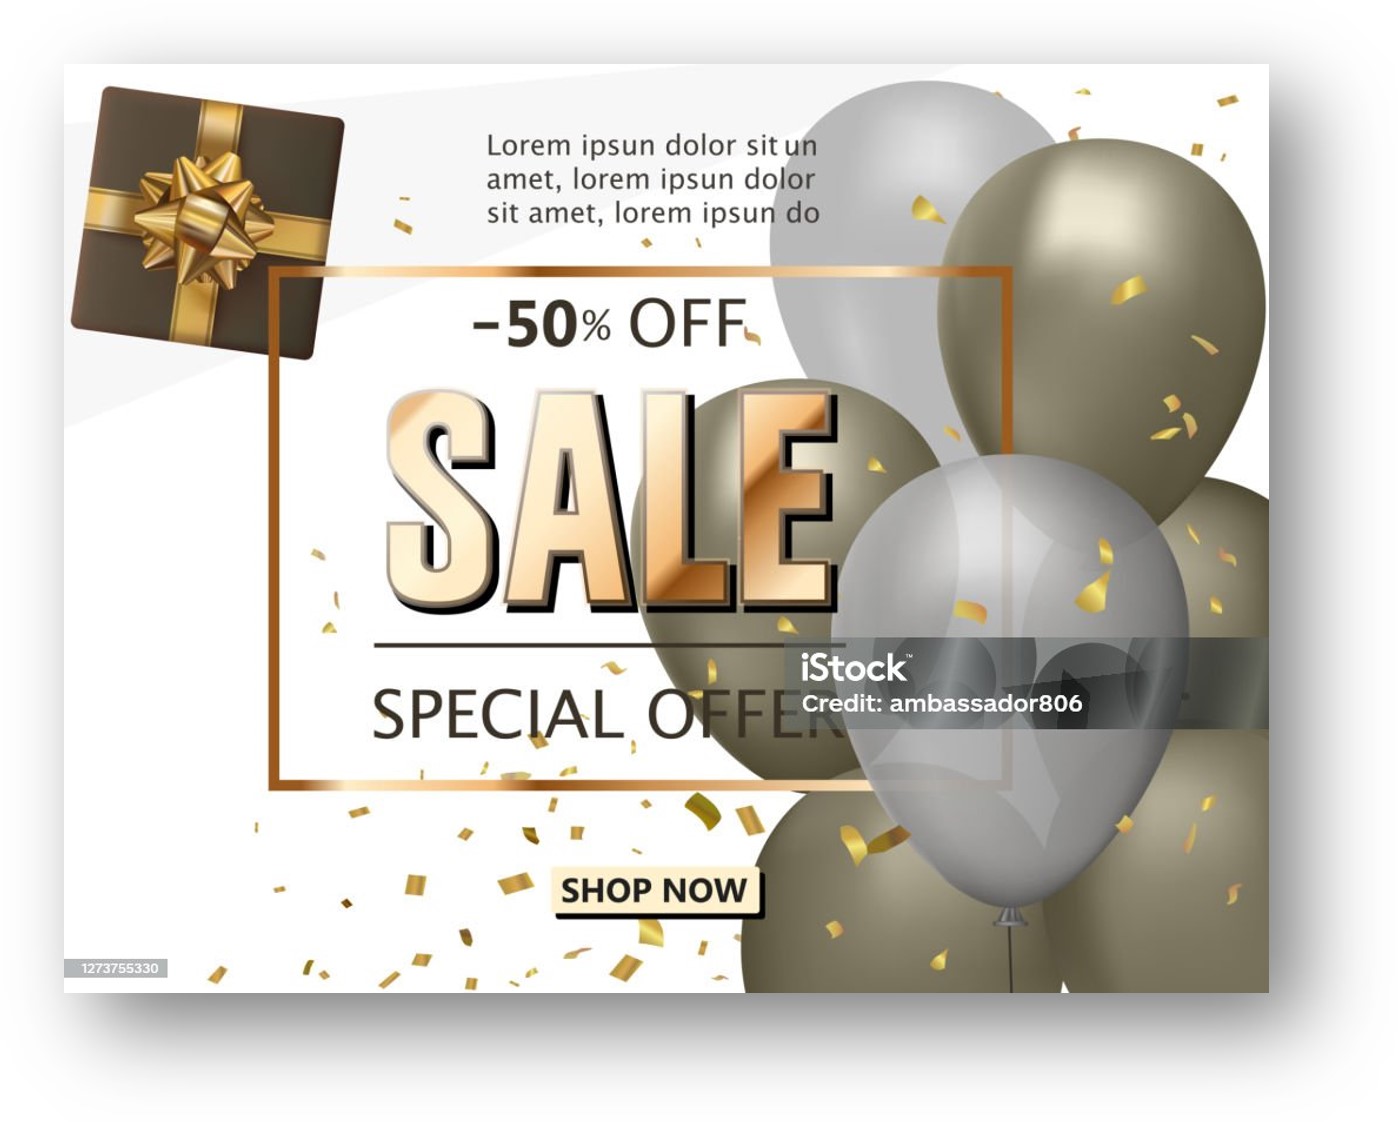 Lorem ipsun dolor sit un
amet, lorem ipsun dolor
sit amet, lorem ipsun do
-50% OFF
SALE
SPECIAL OFFER
iStock™
Credit: ambassador806
SHOP NOW
1273755330